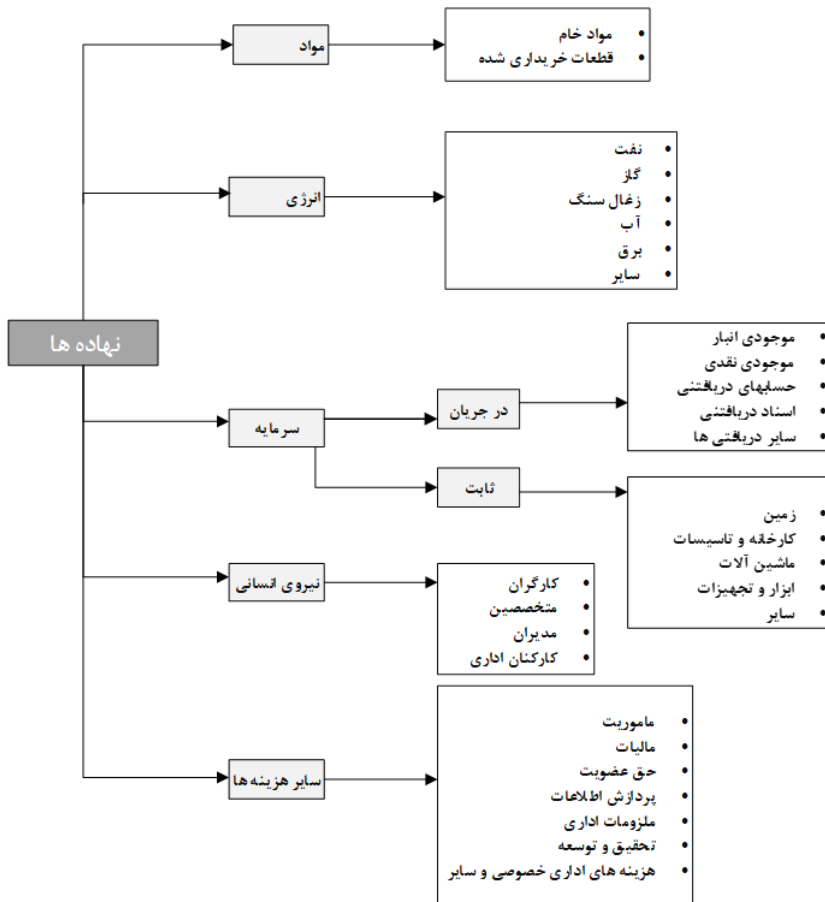 نهاده ها
مواد
مواد خام
قطعات خریداری شده
انرژی
نفت
گاز
زغال سنگ
آب
برق
سایر
سرمایه
در جریان
موجودی انبار
موجودی نقدی
حسابهای دریافتنی
اسناد دریافتنی
سایر دریافتی ها
ثابت
زمین
کارخانه و تاسیسات
ماشین آلات
ابزار و تجهیزات
سایر
نیروی انسانی
کارگران
متخصصین
مدیران
کارکنان اداری
سایر هزینه ها
ماموریت
مالیات
حق عضویت
پردازش اطلاعات
ملزومات اداری
تحقیق و توسعه
هزینه های اداری خصوصی و سایر